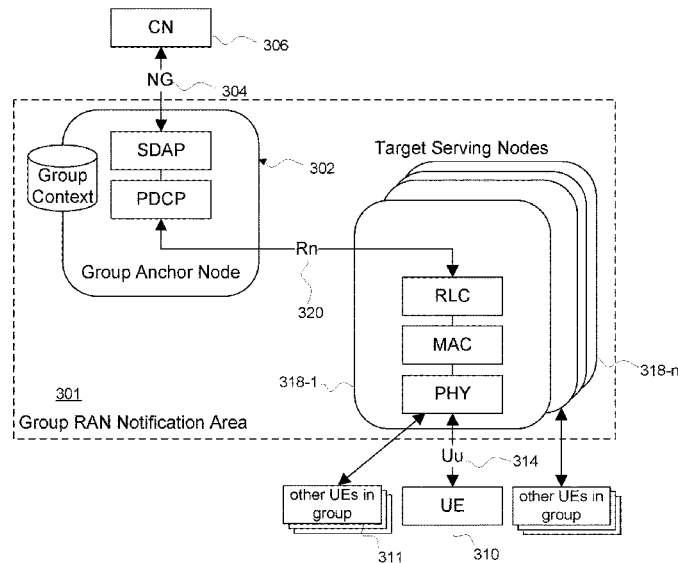 CN
306
NG
304
SDAP
302
Group
Context
PDCP
Target Serving Nodes
Group Anchor Node
Rn
320
RLC
MAC
PHY
318-1
318-n
301
Group RAN Notification Area
Uu
314
other UEs in
group
311
UE
310
other UEs in
group